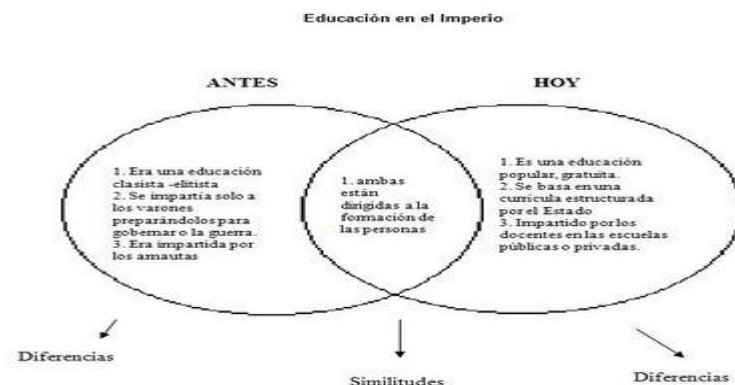 Educación en el Imperio
ANTES
HOY
1. Era una educación
clasista -elitista
2. Se impartía solo a
los varones
preparándolos para
gobernar o la guerra.
3. Era impartida por
los amautas
1. ambas
están
dirigidas a la
formación de
las personas
1. Es una educación
popular, gratuita.
2. Se basa en una
currícula estructurada
por el Estado
3. Impartido por los
docentes en las escuelas
públicas o privadas.
Diferencias
Similitudes
Diferencias